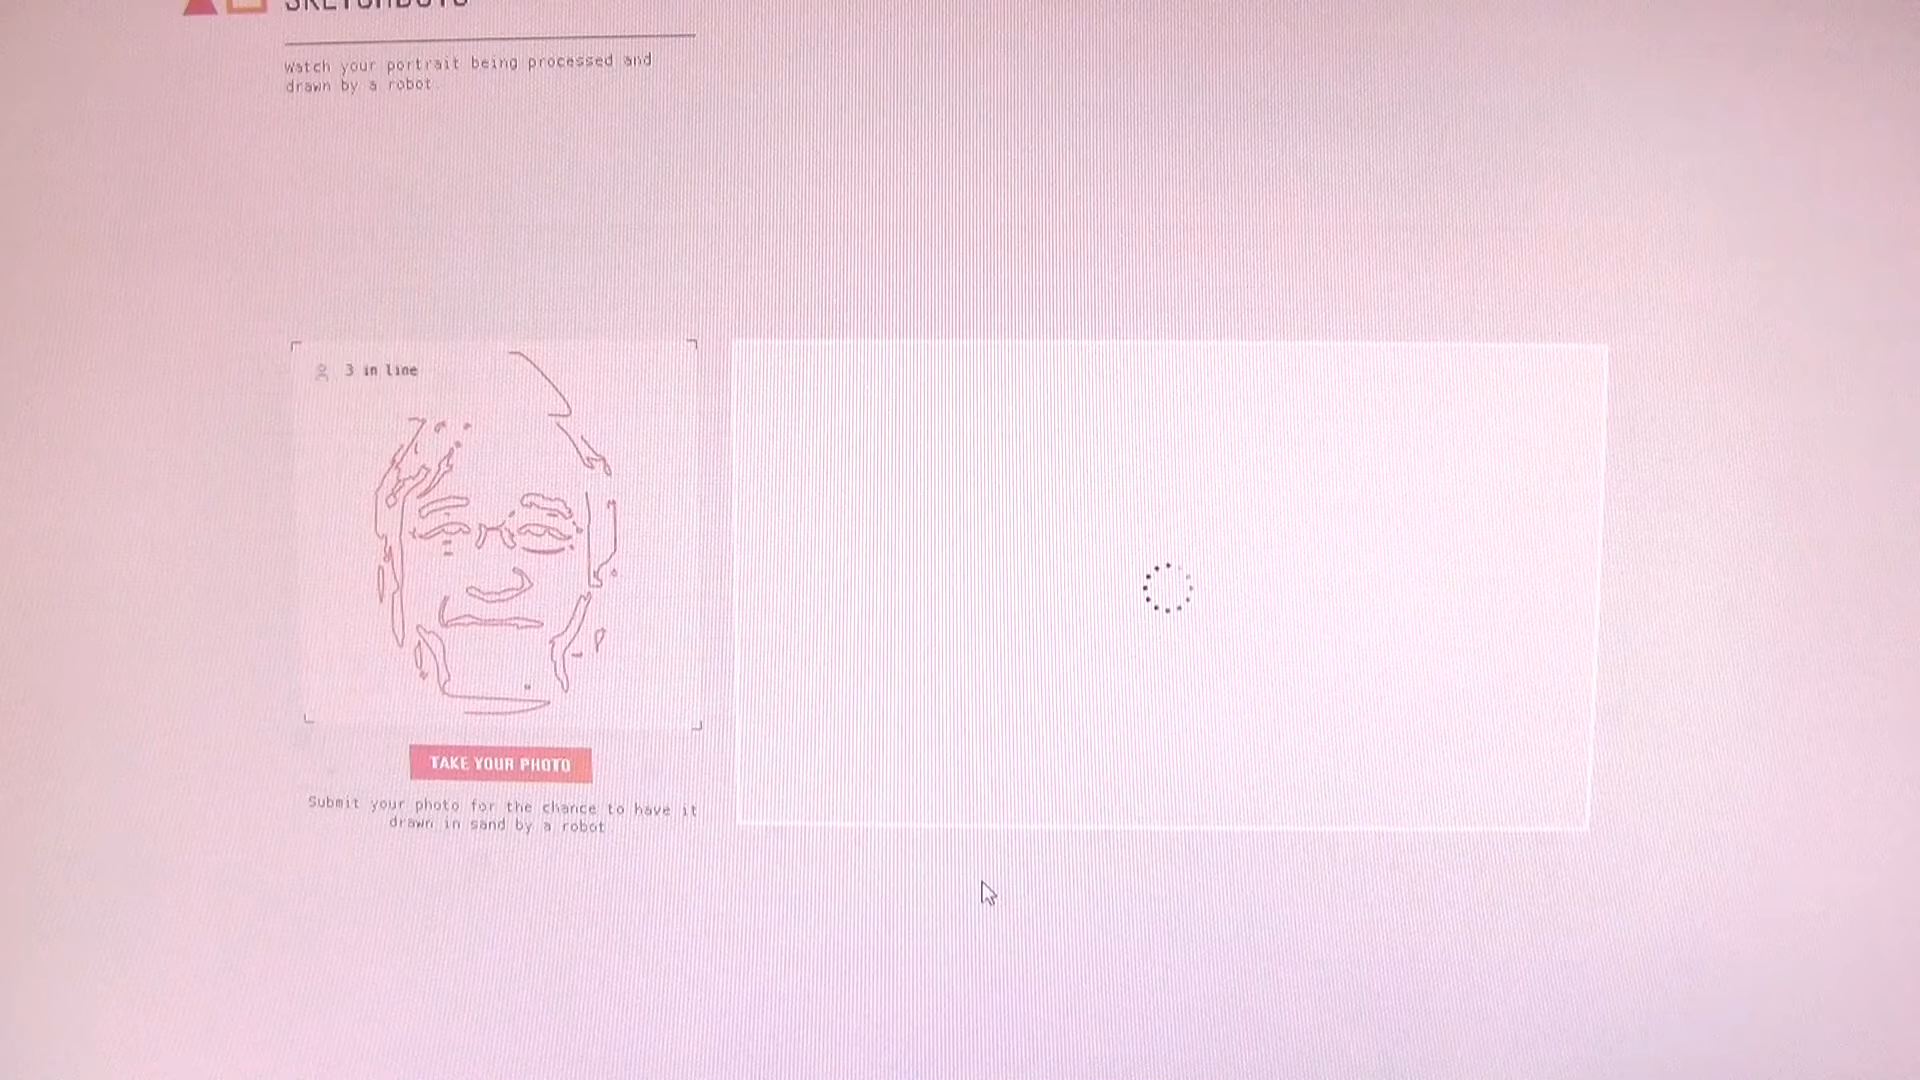 SKETCHBOTS
Watch your portrait being processed and
drawn by a robot.
3 in line
TAKE YOUR PHOTO
Submit your photo for the chance to have it
drawn in sand by a robot